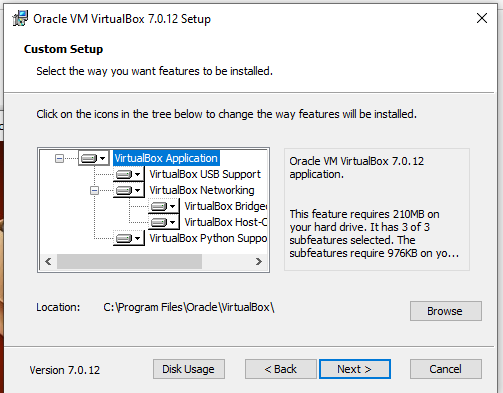 Oracle VM VirtualBox 7.0.12 Setup
Custom Setup
Select the way you want features to be installed.
Click on the icons in the tree below to change the way features will be installed.
VirtualBox Application
VirtualBox USB Support
VirtualBox Networking
VirtualBox Bridge
VirtualBox Host-O
VirtualBox Python Suppo
Oracle VM VirtualBox 7.0.12
application.
This feature requires 210MB on
your hard drive. It has 3 of 3
subfeatures selected. The
subfeatures require 976KB on yo...
Location: C:\Program Files\Oracle\VirtualBox\
Browse
Version 7.0.12
Disk Usage
< Back
Next >
Cancel